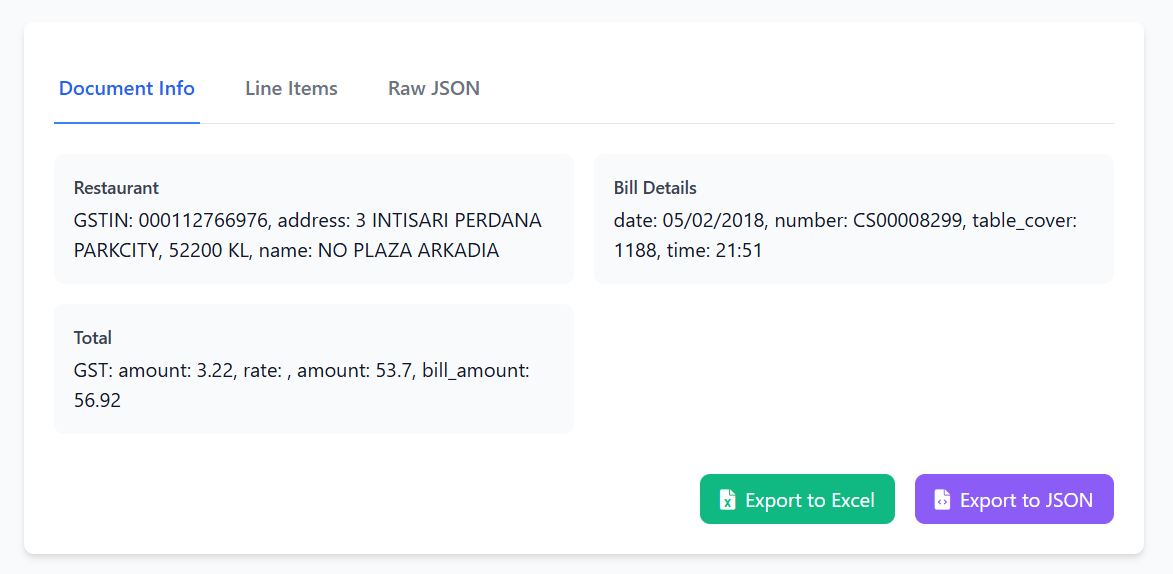 Document Info
Line Items
Raw JSON
Restaurant
GSTIN: 000112766976, address: 3 INTISARI PERDANA
PARKCITY, 52200 KL, name: NO PLAZA ARKADIA
Bill Details
date: 05/02/2018, number: CS00008299, table_cover:
1188, time: 21:51
Total
GST: amount: 3.22, rate: , amount: 53.7, bill_amount:
56.92
Export to Excel
Export to JSON